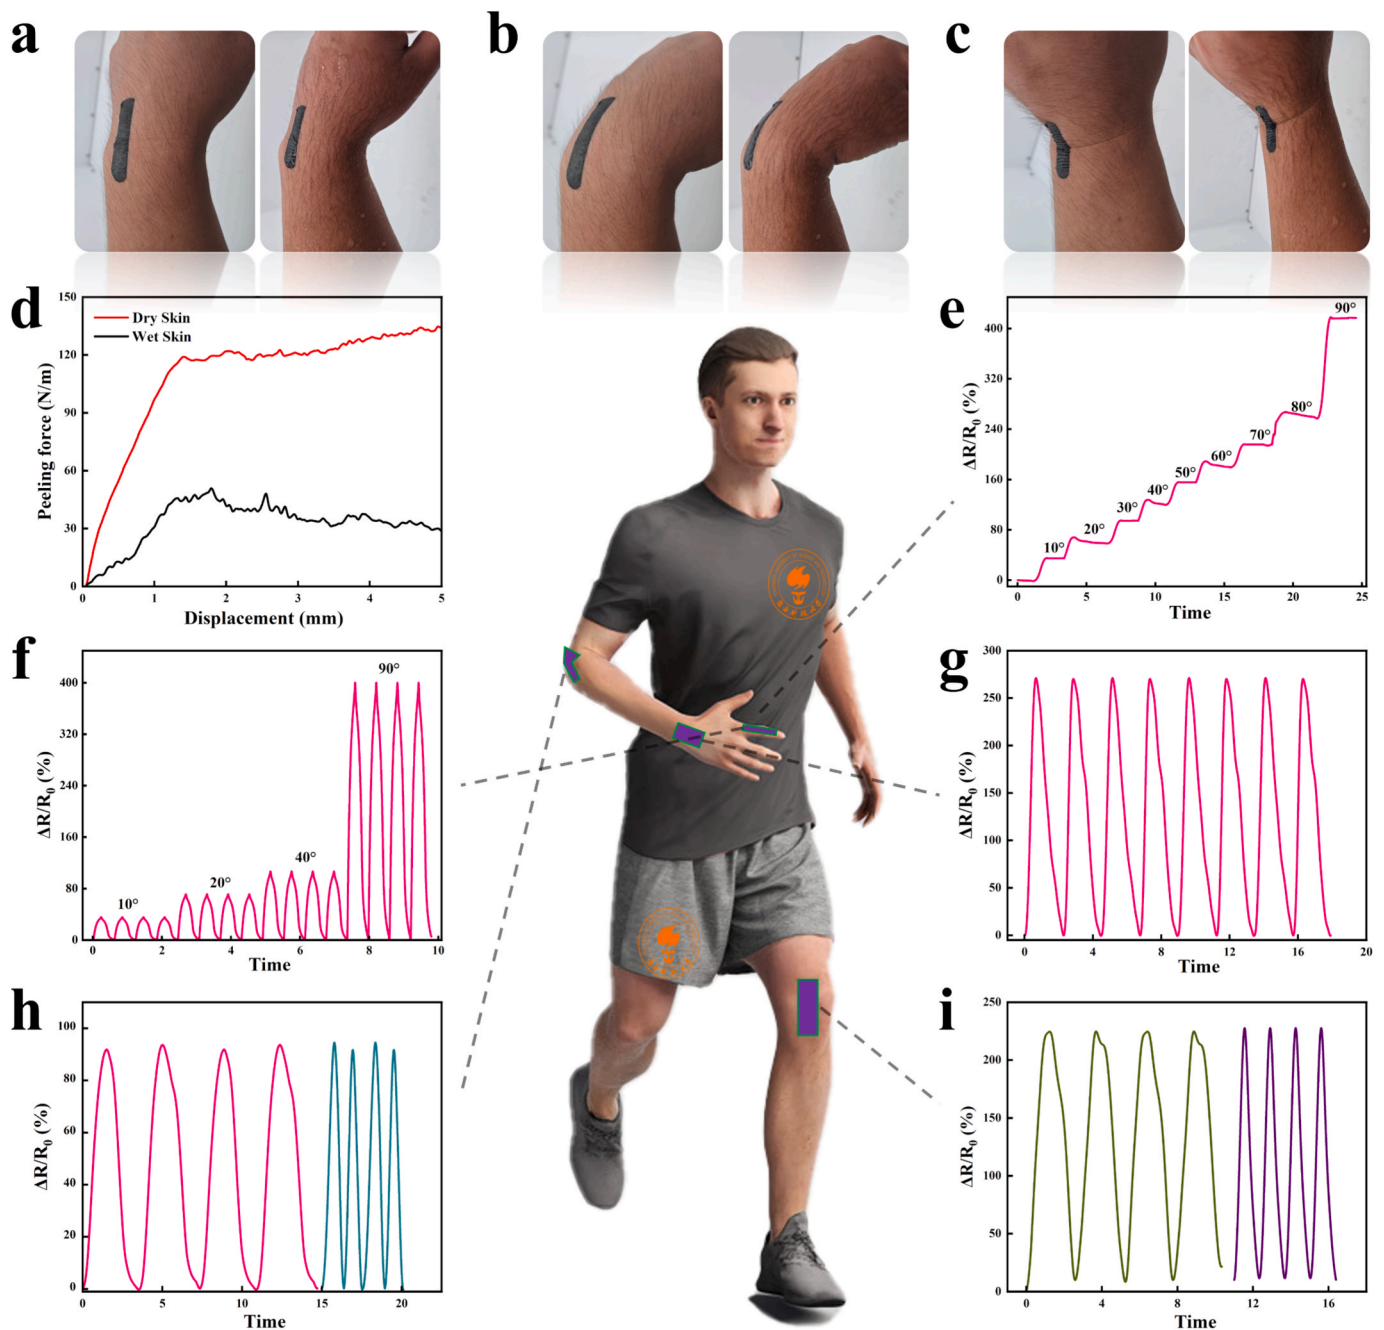 a
b
c
d
150
120
90
60
30
0
Peeling force (N/m)
Dry Skin
Wet Skin
0 1 2 3 4 5
Displacement (mm)
e
400
320
240
160
80
0
ΔR/R₀ (%)
10° 20° 30° 40° 50° 60° 70° 80° 90°
0 5 10 15 20 25
Time
f
400
320
240
160
80
0
ΔR/R₀ (%)
10° 20° 40° 90°
0 2 4 6 8 10
Time
g
300
250
200
150
100
50
0
ΔR/R₀ (%)
0 4 8 12 16 20
Time
h
100
80
60
40
20
0
ΔR/R₀ (%)
0 5 10 15 20
Time
i
250
200
150
100
50
0
ΔR/R₀ (%)
0 4 8 12 16
Time